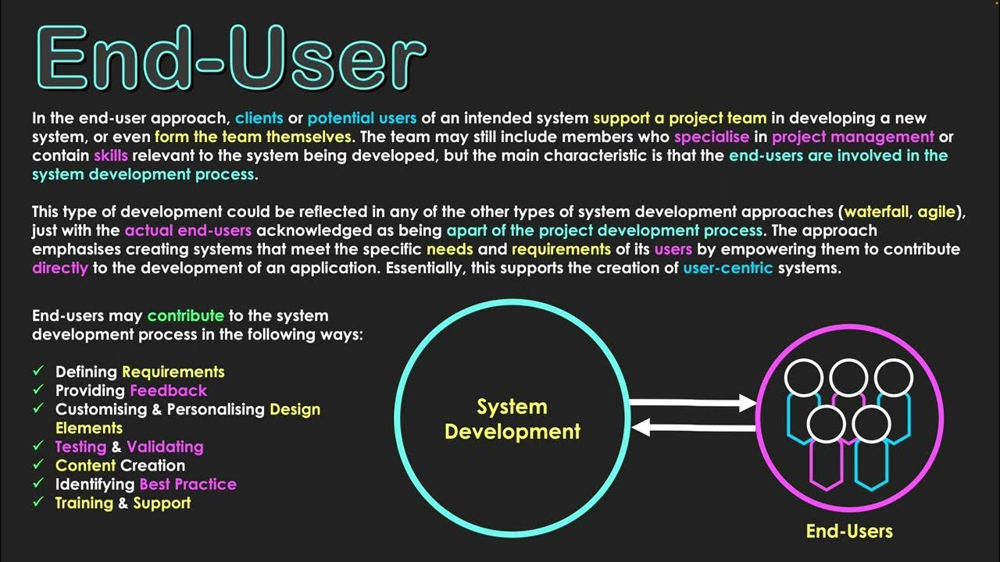 End-User
In the end-user approach, clients or potential users of an intended system support a project team in developing a new
system, or even form the team themselves. The team may still include members who specialise in project management or
contain skills relevant to the system being developed, but the main characteristic is that the end-users are involved in the
system development process.
This type of development could be reflected in any of the other types of system development approaches (waterfall, agile),
just with the actual end-users acknowledged as being apart of the project development process. The approach
emphasises creating systems that meet the specific needs and requirements of its users by empowering them to contribute
directly to the development of an application. Essentially, this supports the creation of user-centric systems.
End-users may contribute to the system
development process in the following ways:
✓ Defining Requirements
✓ Providing Feedback
✓ Customising & Personalising Design
Elements
✓ Testing & Validating
✓ Content Creation
✓ Identifying Best Practice
✓ Training & Support
System
Development
End-Users